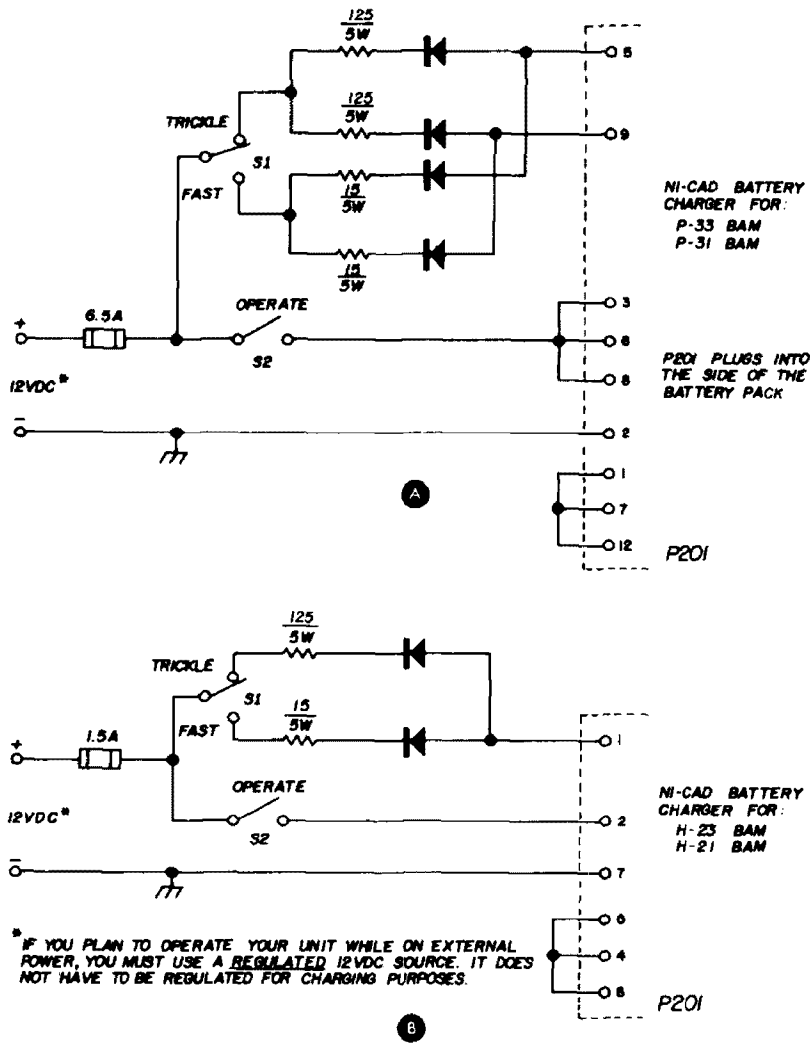 125
5W
5
125
5W
9
TRICKLE
S1
FAST
15
5W
15
5W
NI-CAD BATTERY
CHARGER FOR:
P-33 BAM
P-31 BAM
+
6.5A
OPERATE
S2
3
6
8
12VDC*
P201 PLUGS INTO
THE SIDE OF THE
BATTERY PACK
–
2
1
7
12
A
P201
125
5W
TRICKLE
S1
FAST
15
5W
1
+
1.5A
OPERATE
S2
2
12VDC*
NI-CAD BATTERY
CHARGER FOR:
H-23 BAM
H-21 BAM
–
7
6
4
* IF YOU PLAN TO OPERATE YOUR UNIT WHILE ON EXTERNAL
POWER, YOU MUST USE A REGULATED 12VDC SOURCE. IT DOES
NOT HAVE TO BE REGULATED FOR CHARGING PURPOSES.
P201
B